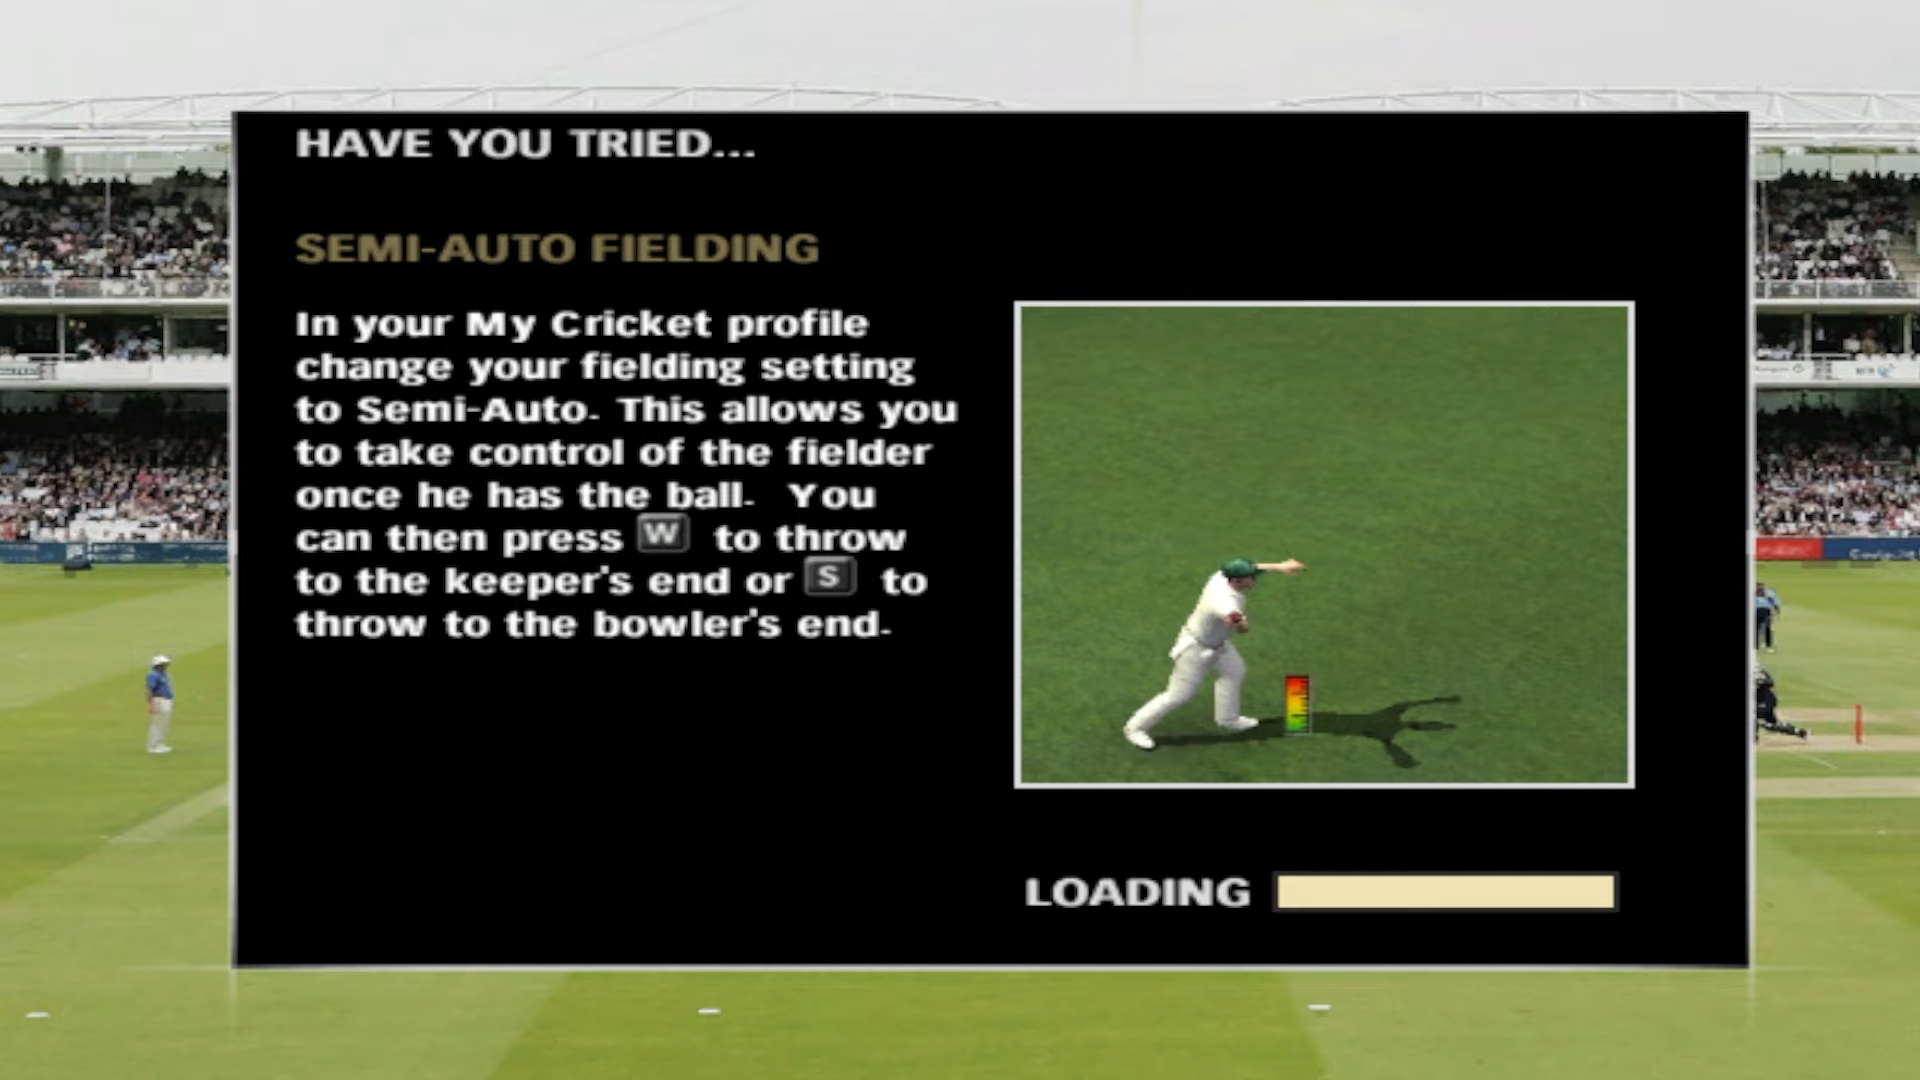 HAVE YOU TRIED...
SEMI-AUTO FIELDING
In your My Cricket profile
change your fielding setting
to Semi-Auto. This allows you
to take control of the fielder
once he has the ball. You
can then press W to throw
to the keeper's end or S to
throw to the bowler's end.
LOADING